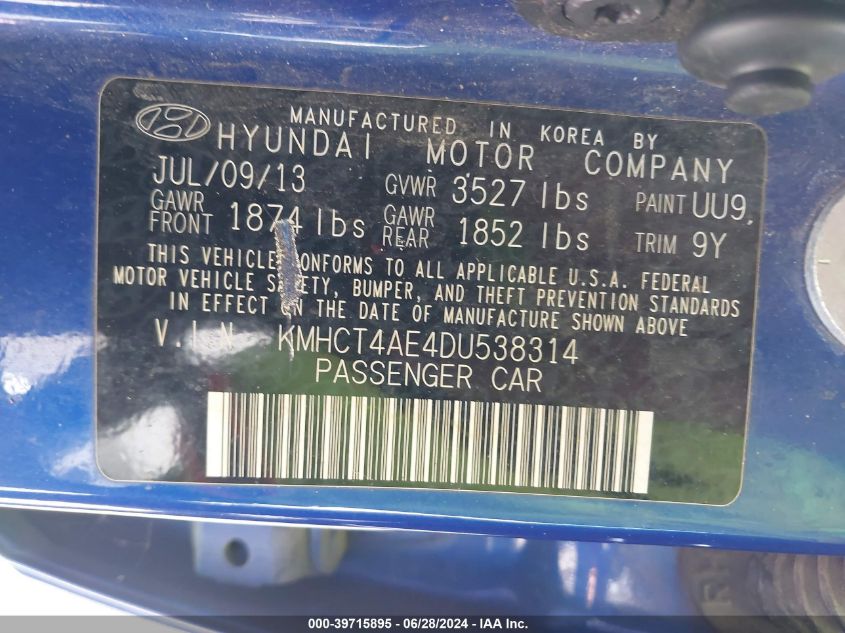 MANUFACTURED IN KOREA BY
HYUNDAI MOTOR COMPANY
JUL/09/13 GVWR 3527 lbs PAINT UU9,
GAWR FRONT 1874 lbs GAWR REAR 1852 lbs TRIM 9Y
THIS VEHICLE CONFORMS TO ALL APPLICABLE U.S.A. FEDERAL
MOTOR VEHICLE SAFETY, BUMPER, AND THEFT PREVENTION STANDARDS
IN EFFECT ON THE DATE OF MANUFACTURE SHOWN ABOVE
V.I.N KMHCT4AE4DU538314
PASSENGER CAR
000-39715895 - 06/28/2024 - IAA Inc.